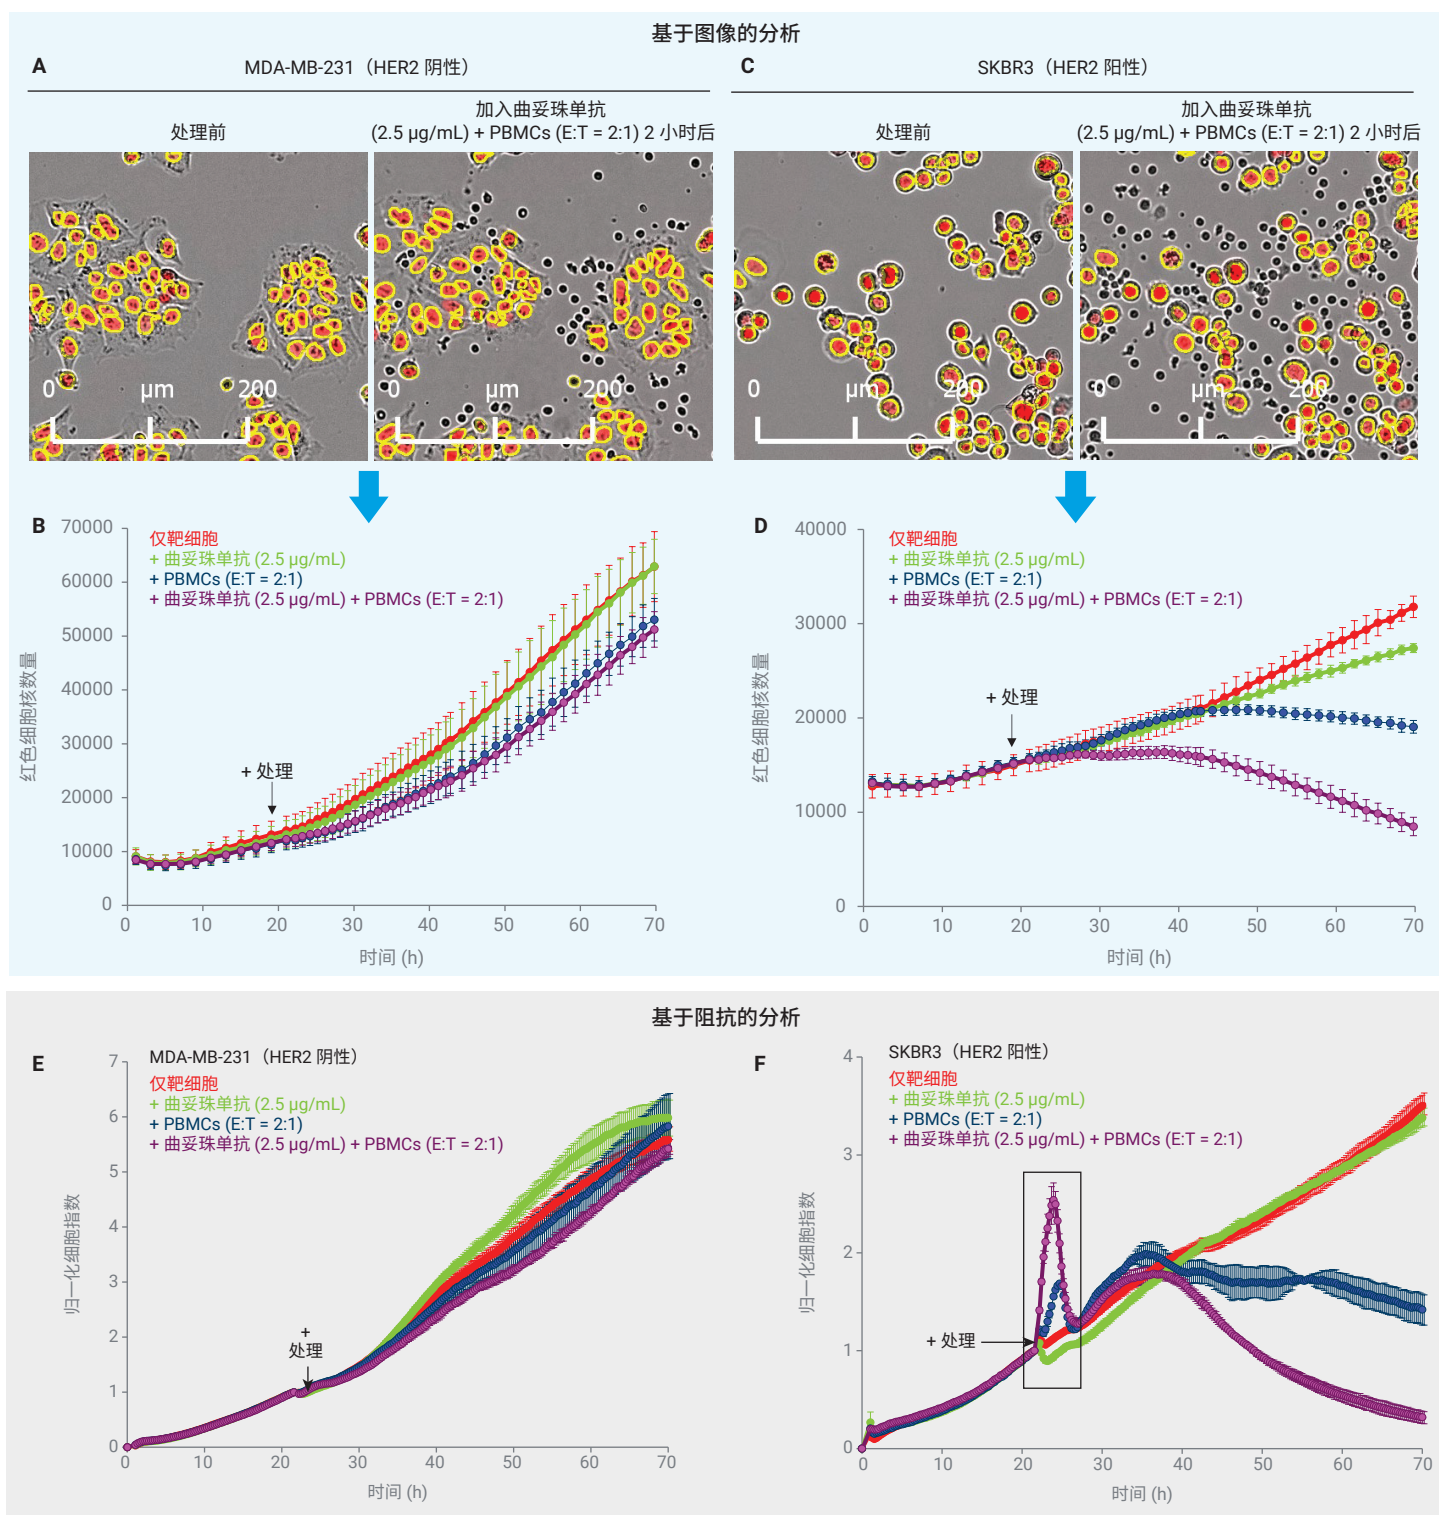 基于图像的分析
A
MDA-MB-231（HER2 阴性）
处理前
加入曲妥珠单抗
(2.5 µg/mL) + PBMCs (E:T = 2:1) 2 小时后
0 µm 200
0 µm 200
C
SKBR3（HER2 阳性）
处理前
加入曲妥珠单抗
(2.5 µg/mL) + PBMCs (E:T = 2:1) 2 小时后
0 µm 200
0 µm 200
B
仅靶细胞
+ 曲妥珠单抗 (2.5 µg/mL)
+ PBMCs (E:T = 2:1)
+ 曲妥珠单抗 (2.5 µg/mL) + PBMCs (E:T = 2:1)
红色细胞核数量
70000
60000
50000
40000
30000
20000
10000
0
+ 处理
0 10 20 30 40 50 60 70
时间 (h)
D
仅靶细胞
+ 曲妥珠单抗 (2.5 µg/mL)
+ PBMCs (E:T = 2:1)
+ 曲妥珠单抗 (2.5 µg/mL) + PBMCs (E:T = 2:1)
红色细胞核数量
40000
30000
20000
10000
0
+ 处理
0 10 20 30 40 50 60 70
时间 (h)
基于阻抗的分析
E
MDA-MB-231（HER2 阴性）
仅靶细胞
+ 曲妥珠单抗 (2.5 µg/mL)
+ PBMCs (E:T = 2:1)
+ 曲妥珠单抗 (2.5 µg/mL) + PBMCs (E:T = 2:1)
归一化细胞指数
7
6
5
4
3
2
1
0
+
处理
0 10 20 30 40 50 60 70
时间 (h)
F
SKBR3（HER2 阳性）
仅靶细胞
+ 曲妥珠单抗 (2.5 µg/mL)
+ PBMCs (E:T = 2:1)
+ 曲妥珠单抗 (2.5 µg/mL) + PBMCs (E:T = 2:1)
归一化细胞指数
4
3
2
1
0
+ 处理
0 10 20 30 40 50 60 70
时间 (h)